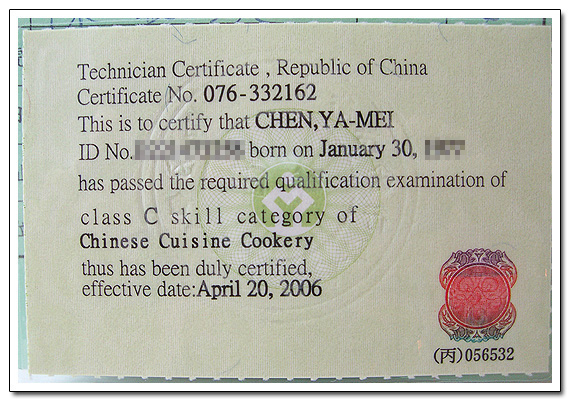 Technician Certificate , Republic of China
Certificate No. 076-332162
This is to certify that CHEN,YA-MEI
ID No. born on January 30,
has passed the required qualification examination of
class C skill category of
Chinese Cuisine Cookery
thus has been duly certified,
effective date:April 20, 2006
(丙)056532